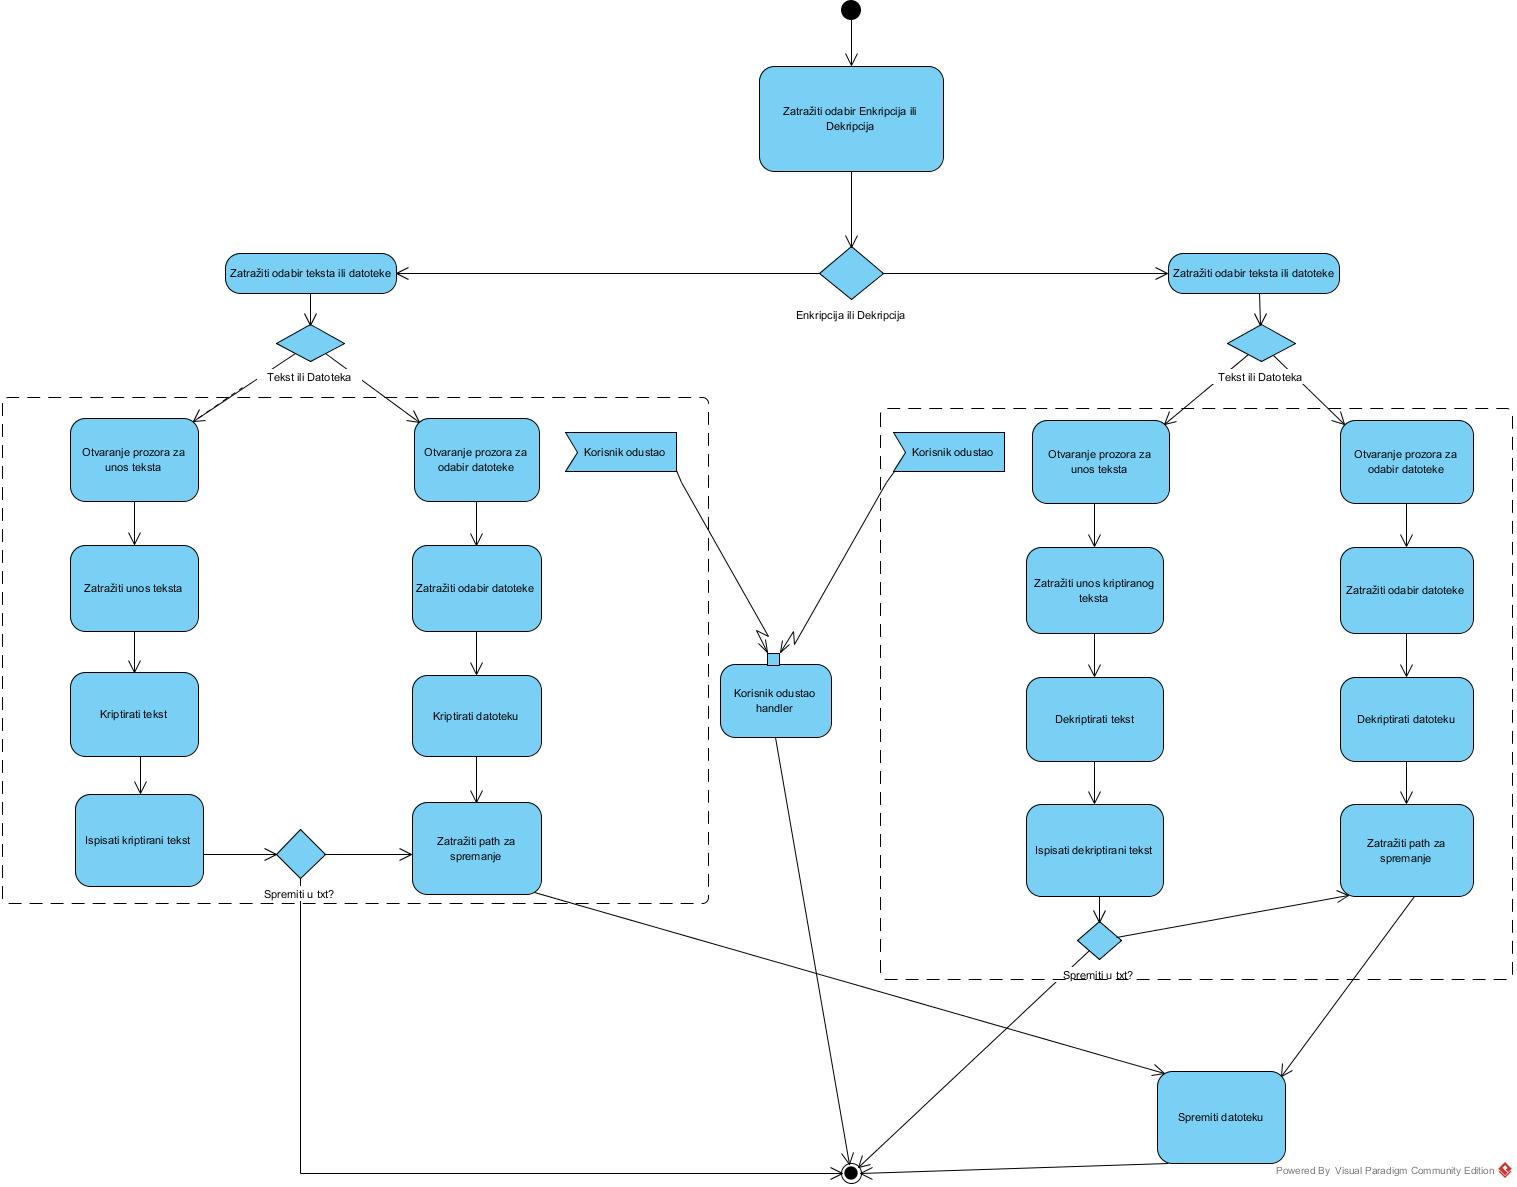 Zatražiti odabir Enkripcija ili
Dekripcija
Zatražiti odabir teksta ili datoteke
Zatražiti odabir teksta ili datoteke
Enkripcija ili Dekripcija
Tekst ili Datoteka
Tekst ili Datoteka
Otvaranje prozora za
unos teksta
Otvaranje prozora za
odabir datoteke
Korisnik odustao
Korisnik odustao
Otvaranje prozora za
unos teksta
Otvaranje prozora za
odabir datoteke
Zatražiti unos teksta
Zatražiti odabir datoteke
Zatražiti unos kriptiranog
teksta
Zatražiti odabir datoteke
Kriptirati tekst
Kriptirati datoteku
Korisnik odustao
handler
Dekriptirati tekst
Dekriptirati datoteku
Ispisati kriptirani tekst
Zatražiti path za
spremanje
Ispisati dekriptirani tekst
Zatražiti path za
spremanje
Spremiti u txt?
Spremiti u txt?
Spremiti datoteku
Powered By Visual Paradigm Community Edition